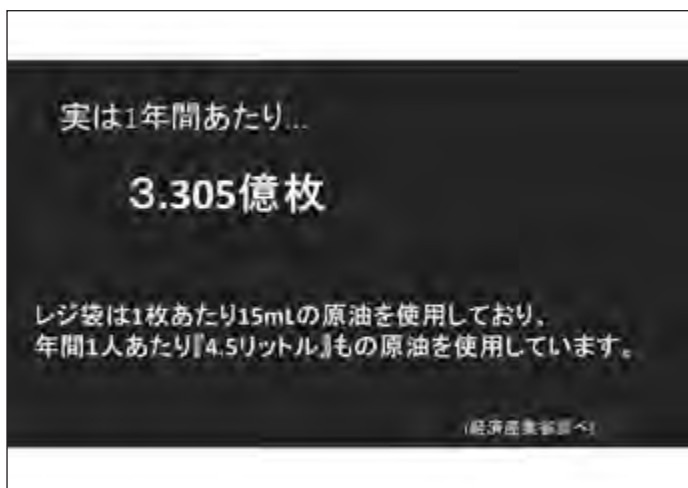 実は1年間あたり...
3.305億枚
レジ袋は1枚あたり15mLの原油を使用しており、
年間1人あたり『4.5リットル』もの原油を使用しています。
(経済産業省調べ)